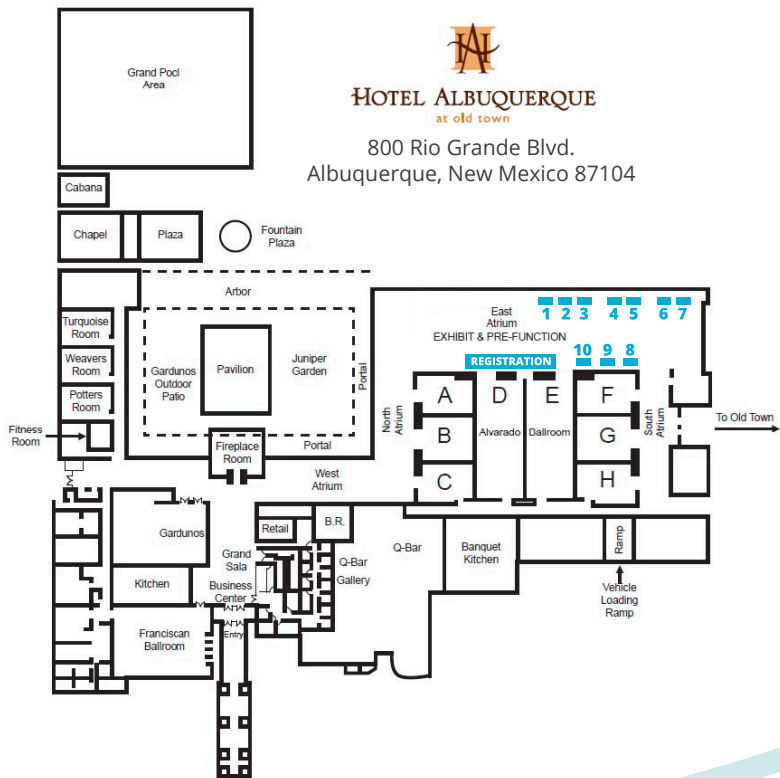 Grand Pool
Area
HOTEL ALBUQUERQUE
at old town
800 Rio Grande Blvd.
Albuquerque, New Mexico 87104
Cabana
Chapel
Plaza
Fountain
Plaza
Arbor
East
Atrium
EXHIBIT & PRE-FUNCTION
1
2
3
4
5
6
7
10
9
8
REGISTRATION
Turquoise
Room
Weavers
Room
Potters
Room
Fitness
Room
Gardunos
Outdoor
Patio
Pavilion
Juniper
Garden
Portal
Portal
Fireplace
Room
West
Atrium
North
Atrium
A
B
C
D
E
Alvarado
Ballroom
F
G
H
South
Atrium
To Old Town
Gardunos
Kitchen
Franciscan
Ballroom
Grand
Sala
Business
Center
Entry
Retail
B.R.
Q-Bar
Gallery
Q-Bar
Banquet
Kitchen
Ramp
Vehicle
Loading
Ramp